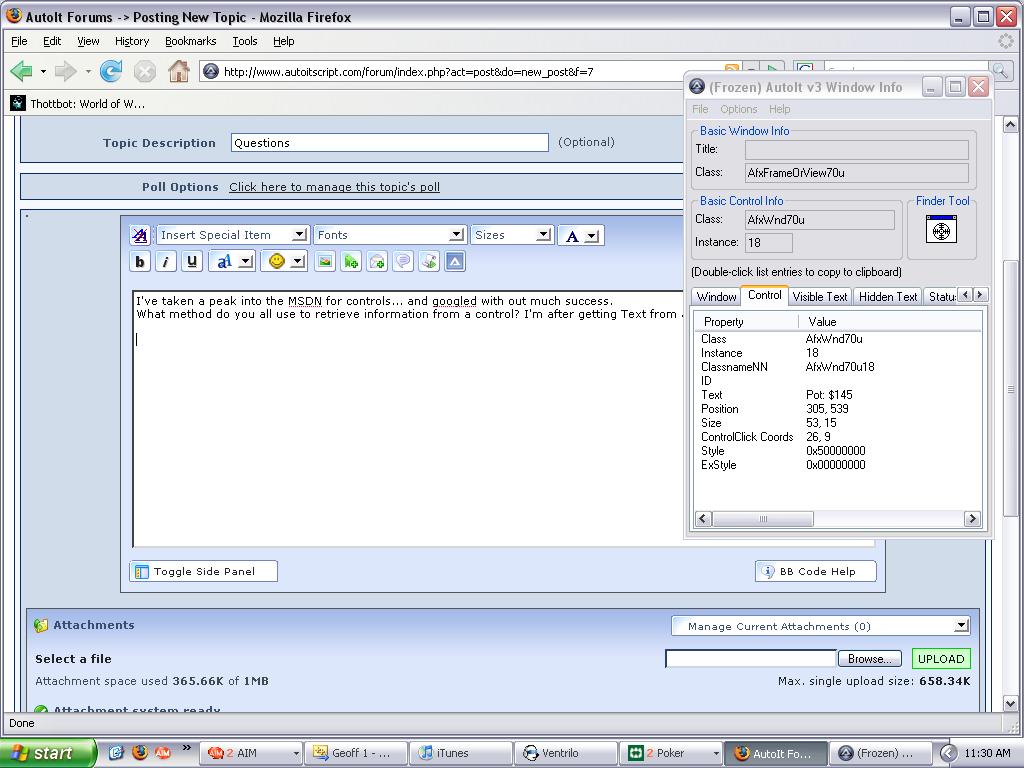 AutoIt Forums -> Posting New Topic - Mozilla Firefox
File Edit View History Bookmarks Tools Help
http://www.autoitscript.com/forum/index.php?act=post&do=new_post&f=7
Thottbot: World of W...
Topic Description Questions (Optional)
Poll Options Click here to manage this topic's poll
Insert Special Item Fonts Sizes A
b i U aA
I've taken a peak into the MSDN for controls... and googled with out much success.
What method do you all use to retrieve information from a control? I'm after getting Text from
Toggle Side Panel BB Code Help
Attachments Manage Current Attachments (0)
Select a file Browse... UPLOAD
Attachment space used 365.66K of 1MB Max. single upload size: 658.34K
Attachment system ready
Done
(Frozen) AutoIt v3 Window Info
File Options Help
Basic Window Info
Title:
Class: AfxFrameOrView70u
Basic Control Info Finder Tool
Class: AfxWnd70u
Instance: 18
(Double-click list entries to copy to clipboard)
Window Control Visible Text Hidden Text Statu
Property Value
Class AfxWnd70u
Instance 18
ClassnameNN AfxWnd70u18
ID
Text Pot: $145
Position 305, 539
Size 53, 15
ControlClick Coords 26, 9
Style 0x50000000
ExStyle 0x00000000
start » 2 AIM Geoff 1 - ... iTunes Ventrilo 2 Poker AutoIt Fo... (Frozen) ... 11:30 AM